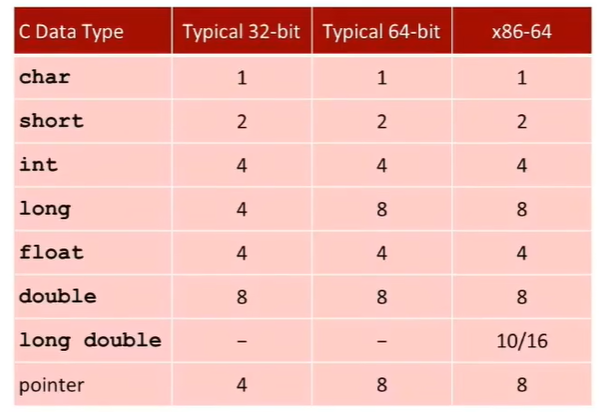 C Data Type Typical 32-bit Typical 64-bit x86-64
char 1 1 1
short 2 2 2
int 4 4 4
long 4 8 8
float 4 4 4
double 8 8 8
long double – – 10/16
pointer 4 8 8